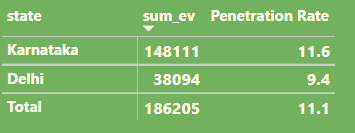 state sum_ev Penetration Rate
Karnataka 148111 11.6
Delhi 38094 9.4
Total 186205 11.1